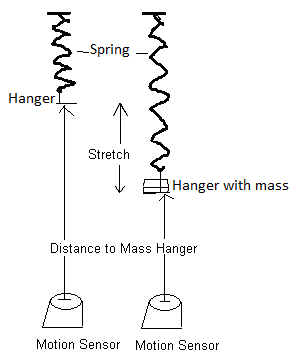 Spring
Hanger
Stretch
Hanger with mass
Distance to Mass Hanger
Motion Sensor
Motion Sensor